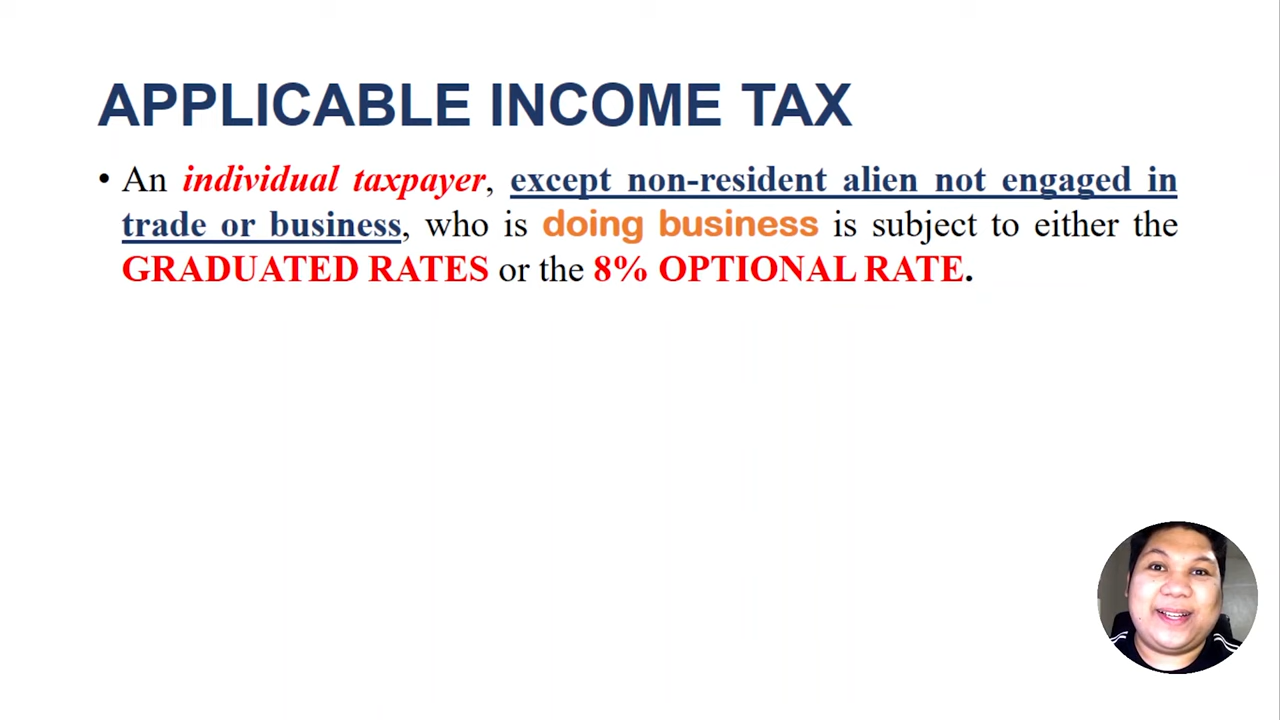 APPLICABLE INCOME TAX
• An individual taxpayer, except non-resident alien not engaged in
trade or business, who is doing business is subject to either the
GRADUATED RATES or the 8% OPTIONAL RATE.